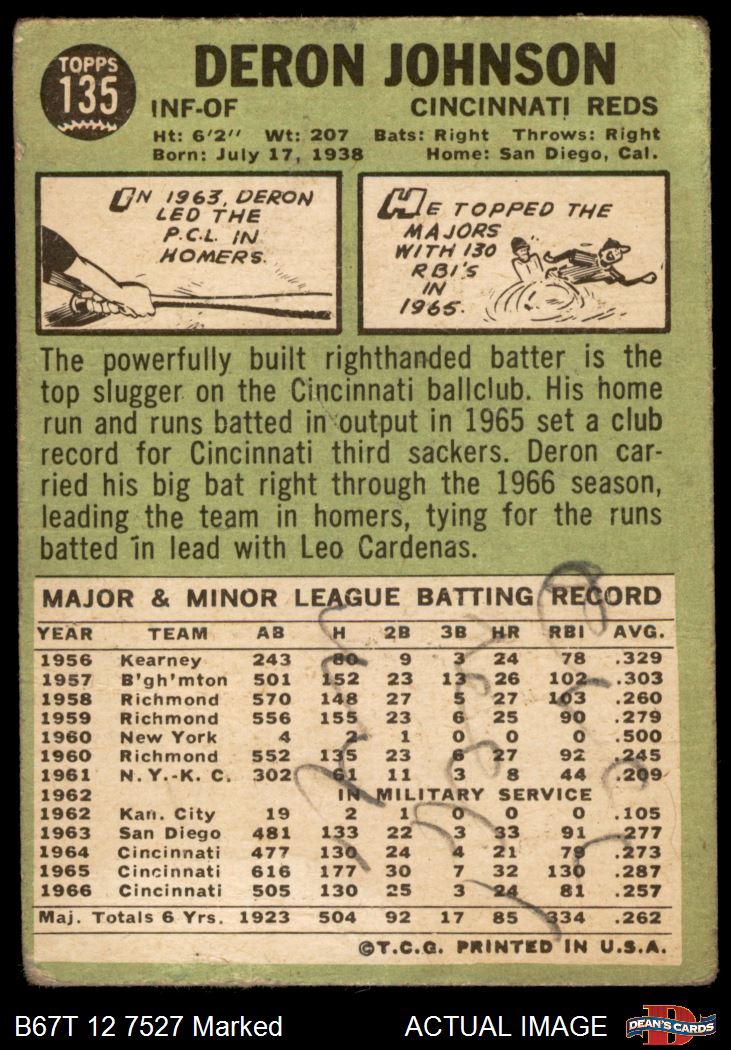 TOPPS
135
DERON JOHNSON
INF-OF CINCINNATI REDS
Ht: 6'2" Wt: 207 Bats: Right Throws: Right
Born: July 17, 1938 Home: San Diego, Cal.
IN 1963, DERON
LED THE
P.C.L. IN
HOMERS.
HE TOPPED THE
MAJORS
WITH 130
RBI'S
IN
1965.
The powerfully built righthanded batter is the
top slugger on the Cincinnati ballclub. His home
run and runs batted in output in 1965 set a club
record for Cincinnati third sackers. Deron car-
ried his big bat right through the 1966 season,
leading the team in homers, tying for the runs
batted in lead with Leo Cardenas.
MAJOR & MINOR LEAGUE BATTING RECORD
YEAR TEAM AB H 2B 3B HR RBI AVG.
1956 Kearney 243 80 9 3 24 78 .329
1957 B'gh'mton 501 152 23 13 26 102 .303
1958 Richmond 570 148 27 5 27 103 .260
1959 Richmond 556 155 23 6 25 90 .279
1960 New York 4 2 1 0 0 0 .500
1960 Richmond 552 135 23 6 27 92 .245
1961 N.Y.-K. C. 302 61 11 3 8 44 .209
1962 IN MILITARY SERVICE
1962 Kan. City 19 2 1 0 0 0 .105
1963 San Diego 481 133 22 3 33 91 .277
1964 Cincinnati 477 130 24 4 21 79 .273
1965 Cincinnati 616 177 30 7 32 130 .287
1966 Cincinnati 505 130 25 3 24 81 .257
Maj. Totals 6 Yrs. 1923 504 92 17 85 334 .262
©T.C.G. PRINTED IN U.S.A.
B67T 12 7527 Marked ACTUAL IMAGE
DEAN'S CARDS